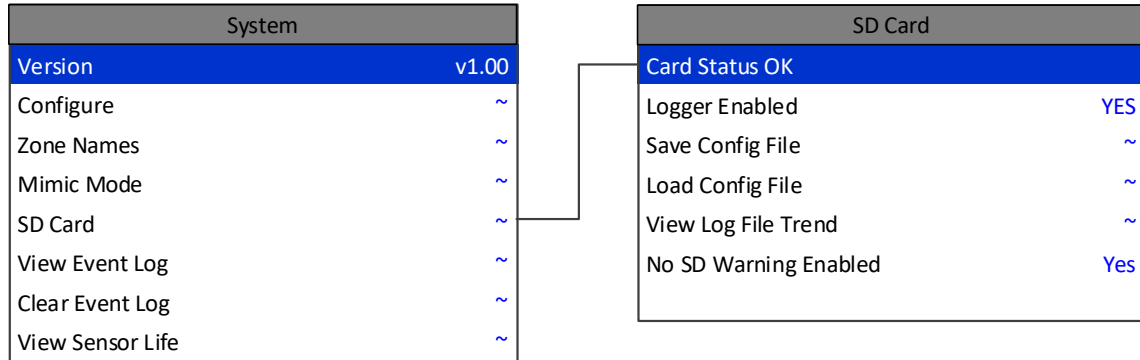 System
Version v1.00
Configure ~
Zone Names ~
Mimic Mode ~
SD Card ~
View Event Log ~
Clear Event Log ~
View Sensor Life ~
SD Card
Card Status OK
Logger Enabled YES
Save Config File ~
Load Config File ~
View Log File Trend ~
No SD Warning Enabled Yes